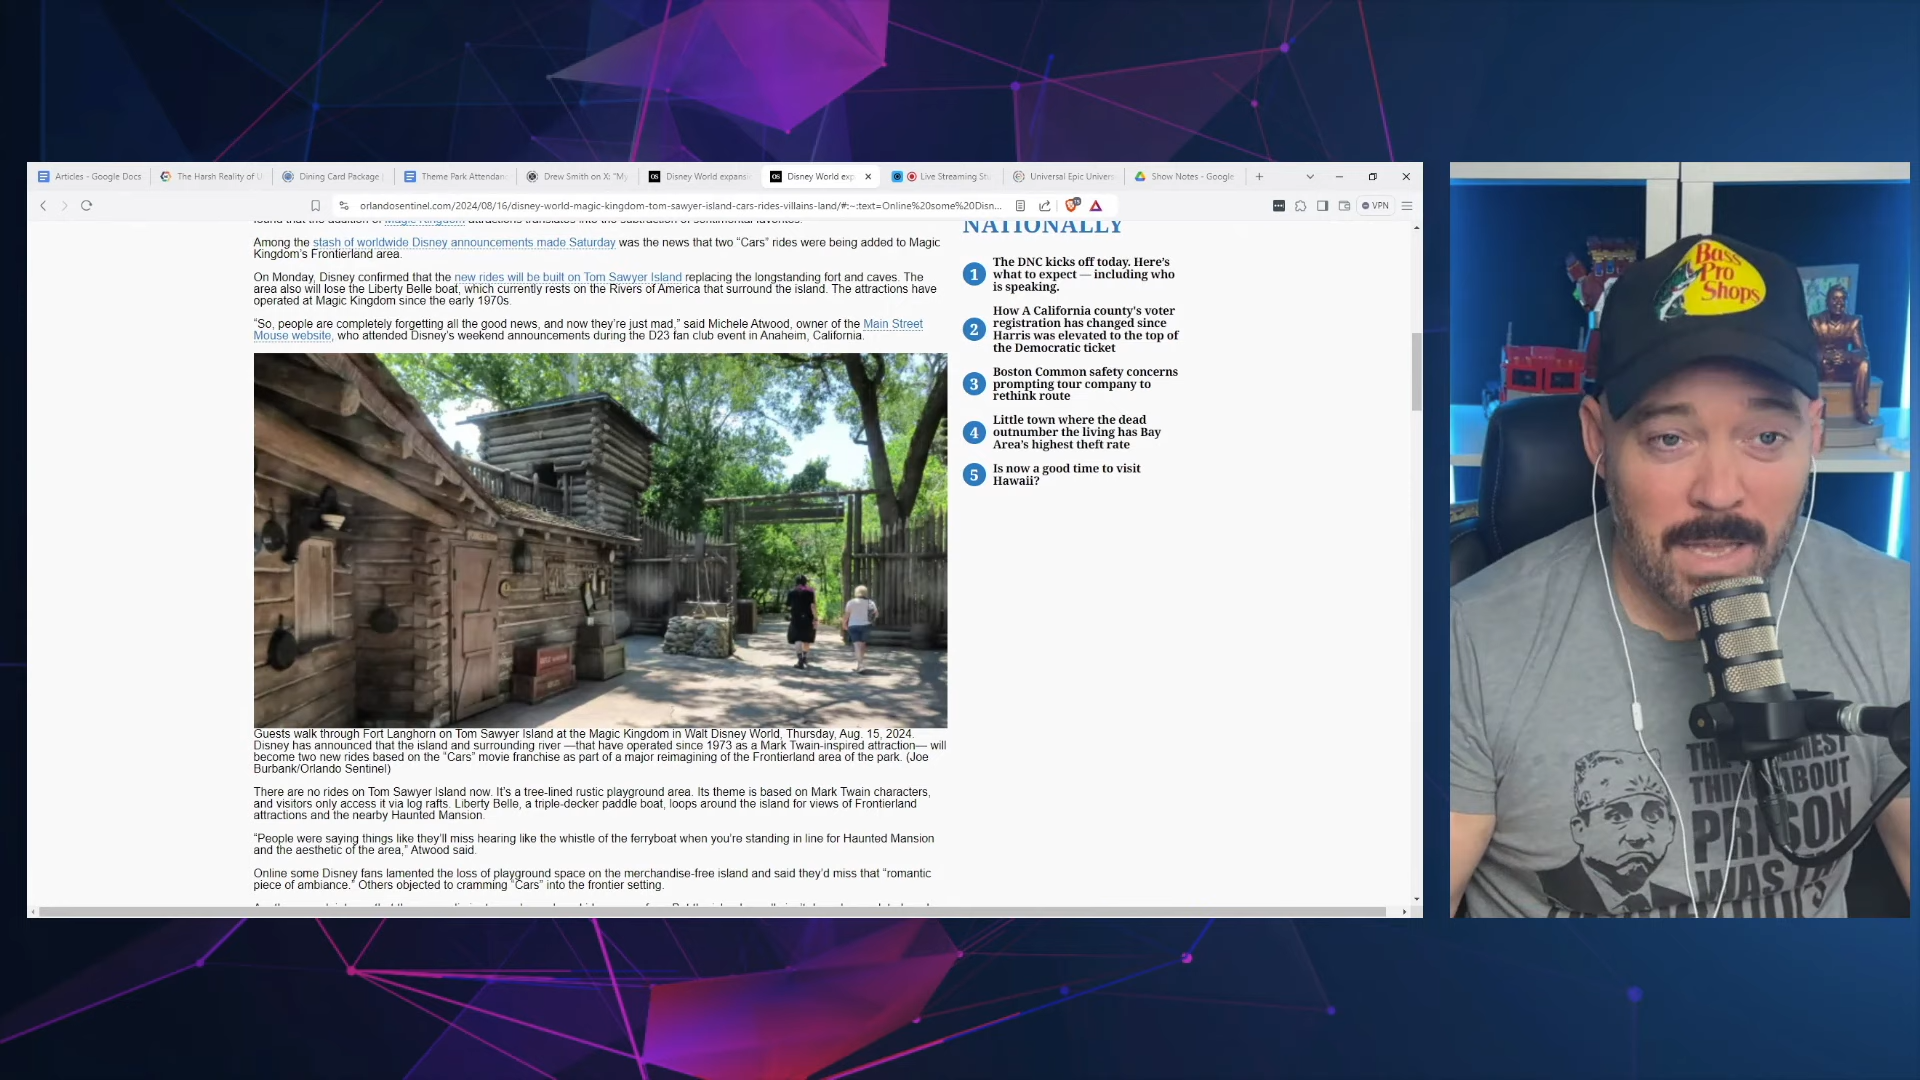 Articles - Google Docs
The Harsh Reality of U
Dining Card Package
Theme Park Attendan
Drew Smith on X: "My
Disney World expansi
Disney World exp
Live Streaming Stu
Universal Epic Univers
Show Notes - Google
orlandosentinel.com/2024/08/16/disney-world-magic-kingdom-tom-sawyer-island-cars-rides-villains-land/#:~:text=Online%20some%20Disn...
VPN
Among the stash of worldwide Disney announcements made Saturday was the news that two “Cars” rides were being added to Magic
Kingdom’s Frontierland area.
On Monday, Disney confirmed that the new rides will be built on Tom Sawyer Island replacing the longstanding fort and caves. The
area also will lose the Liberty Belle boat, which currently rests on the Rivers of America that surround the island. The attractions have
operated at Magic Kingdom since the early 1970s.
“So, people are completely forgetting all the good news, and now they’re just mad,” said Michele Atwood, owner of the Main Street
Mouse website, who attended Disney’s weekend announcements during the D23 fan club event in Anaheim, California.
Guests walk through Fort Langhorn on Tom Sawyer Island at the Magic Kingdom in Walt Disney World, Thursday, Aug. 15, 2024.
Disney has announced that the island and surrounding river —that have operated since 1973 as a Mark Twain-inspired attraction— will
become two new rides based on the “Cars” movie franchise as part of a major reimagining of the Frontierland area of the park. (Joe
Burbank/Orlando Sentinel)
There are no rides on Tom Sawyer Island now. It’s a tree-lined rustic playground area. Its theme is based on Mark Twain characters,
and visitors only access it via log rafts. Liberty Belle, a triple-decker paddle boat, loops around the island for views of Frontierland
attractions and the nearby Haunted Mansion.
“People were saying things like they’ll miss hearing like the whistle of the ferryboat when you’re standing in line for Haunted Mansion
and the aesthetic of the area,” Atwood said.
Online some Disney fans lamented the loss of playground space on the merchandise-free island and said they’d miss that “romantic
piece of ambiance.” Others objected to cramming “Cars” into the frontier setting.
NATIONALLY
1 The DNC kicks off today. Here’s
what to expect — including who
is speaking.
2 How A California county’s voter
registration has changed since
Harris was elevated to the top of
the Democratic ticket
3 Boston Common safety concerns
prompting tour company to
rethink route
4 Little town where the dead
outnumber the living has Bay
Area’s highest theft rate
5 Is now a good time to visit
Hawaii?
Bass
Pro
Shops
ABOUT
PRISON
WAS